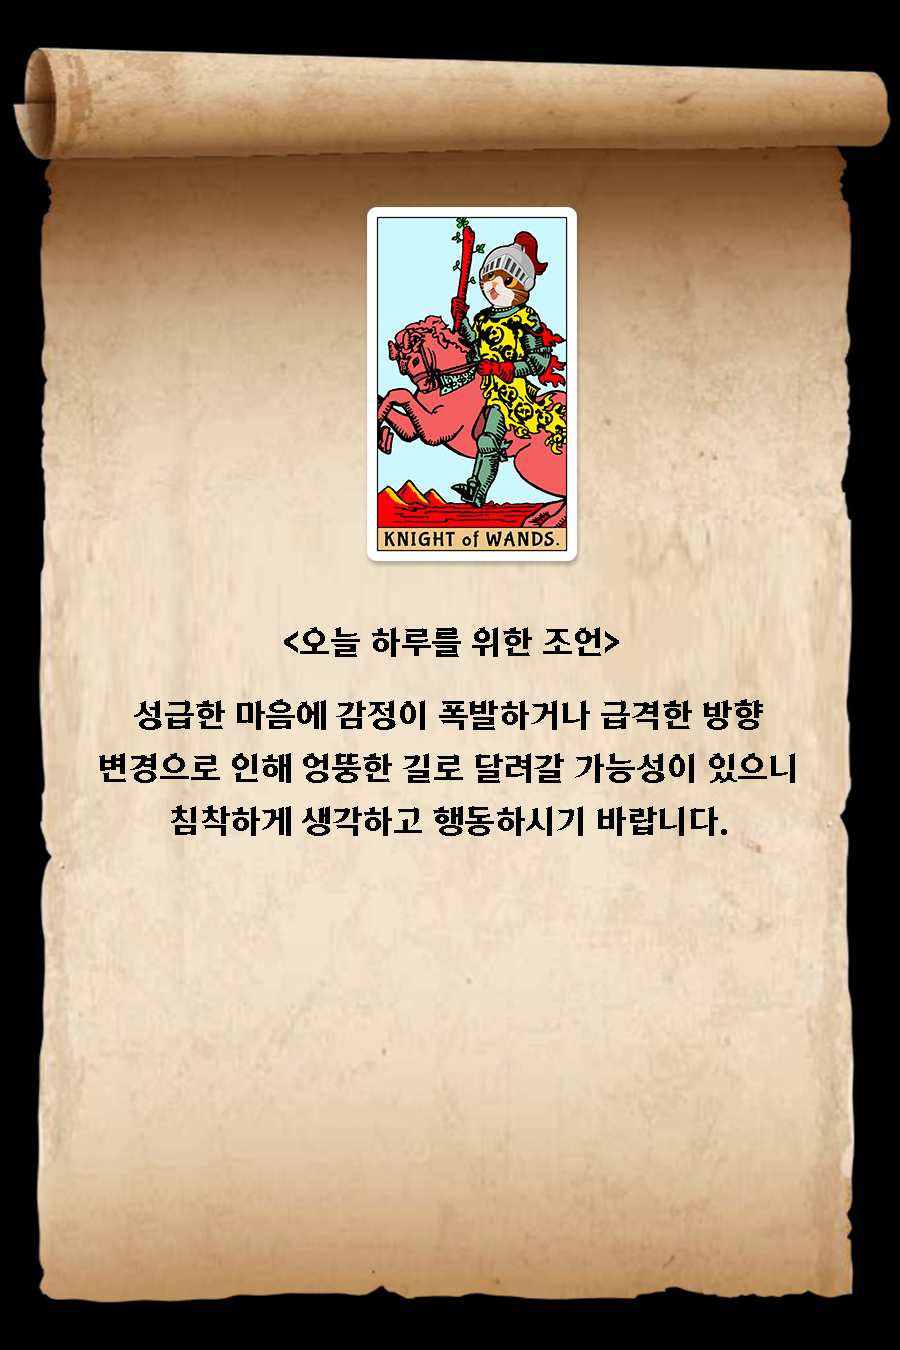 KNIGHT of WANDS.
<오늘 하루를 위한 조언>
성급한 마음에 감정이 폭발하거나 급격한 방향
변경으로 인해 엉뚱한 길로 달려갈 가능성이 있으니
침착하게 생각하고 행동하시기 바랍니다.